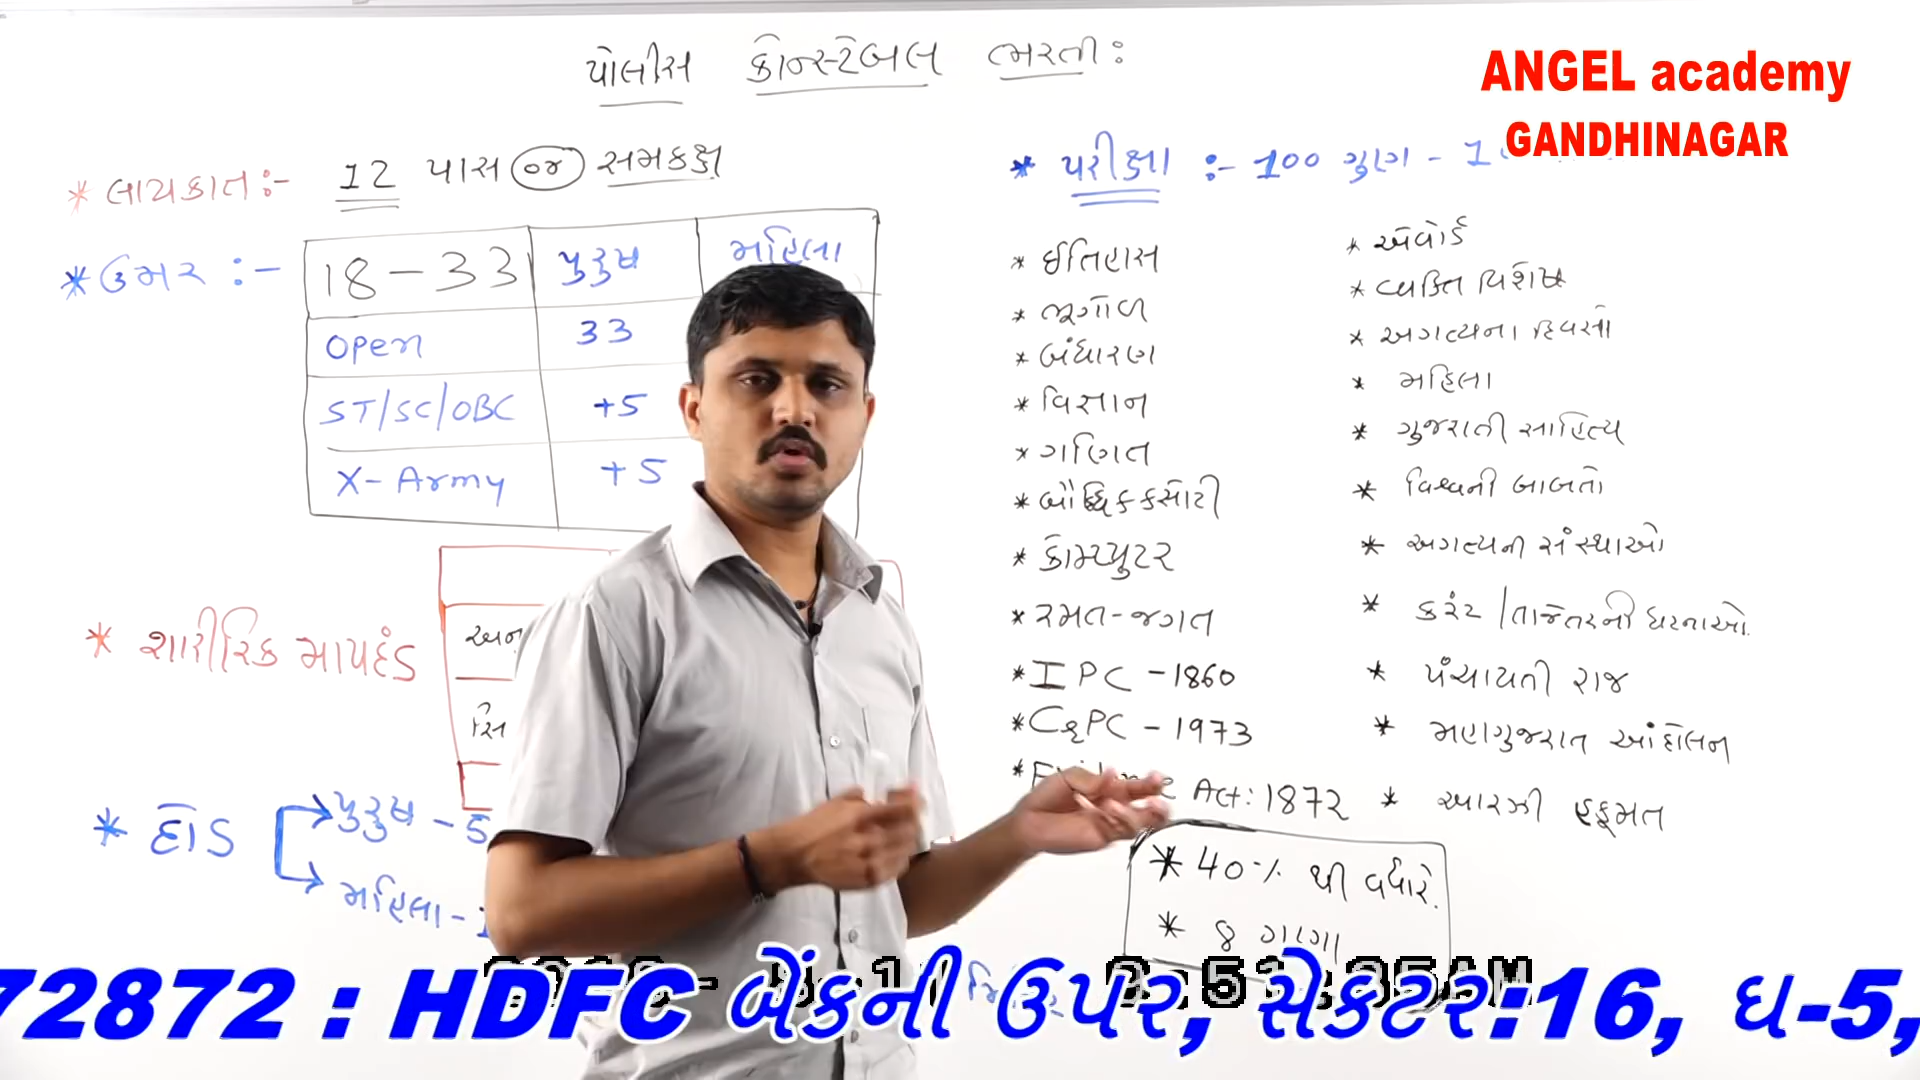 પોલીસ કોન્સ્ટેબલ ભરતી :
ANGEL academy
GANDHINAGAR
* લાયકાત :- 12 પાસ or સમકક્ષ
* ઉંમર :-
18 - 33 પુરુષ મહિલા
open 33
ST/SC/OBC +5
X-Army +5
* શારીરિક માપદંડ
* દોડ
પુરુષ - 5
મહિલા -
* પરીક્ષા :- 100 ગુણ - 1
* ઈતિહાસ
* ભૂગોળ
* બંધારણ
* વિજ્ઞાન
* ગણિત
* બૌદ્ધિક કસોટી
* કોમ્પ્યુટર
* રમત-જગત
* IPC - 1860
* CrPC - 1973
* Act : 1872
* એવોર્ડ
* વ્યક્તિ વિશેષ
* અગત્યના દિવસો
* મહિલા
* ગુજરાતી સાહિત્ય
* વિશ્વની બાબતો
* અગત્યની સંસ્થાઓ
* કરંટ / તાજેતરની ઘટનાઓ.
* પંચાયતી રાજ
* મહાગુજરાત આંદોલન
* આરઝી હકૂમત
* 40% થી વધારે.
* 8 ગણા
72872 : HDFC બેંકની ઉપર, સેક્ટર:16, ઘ-5,